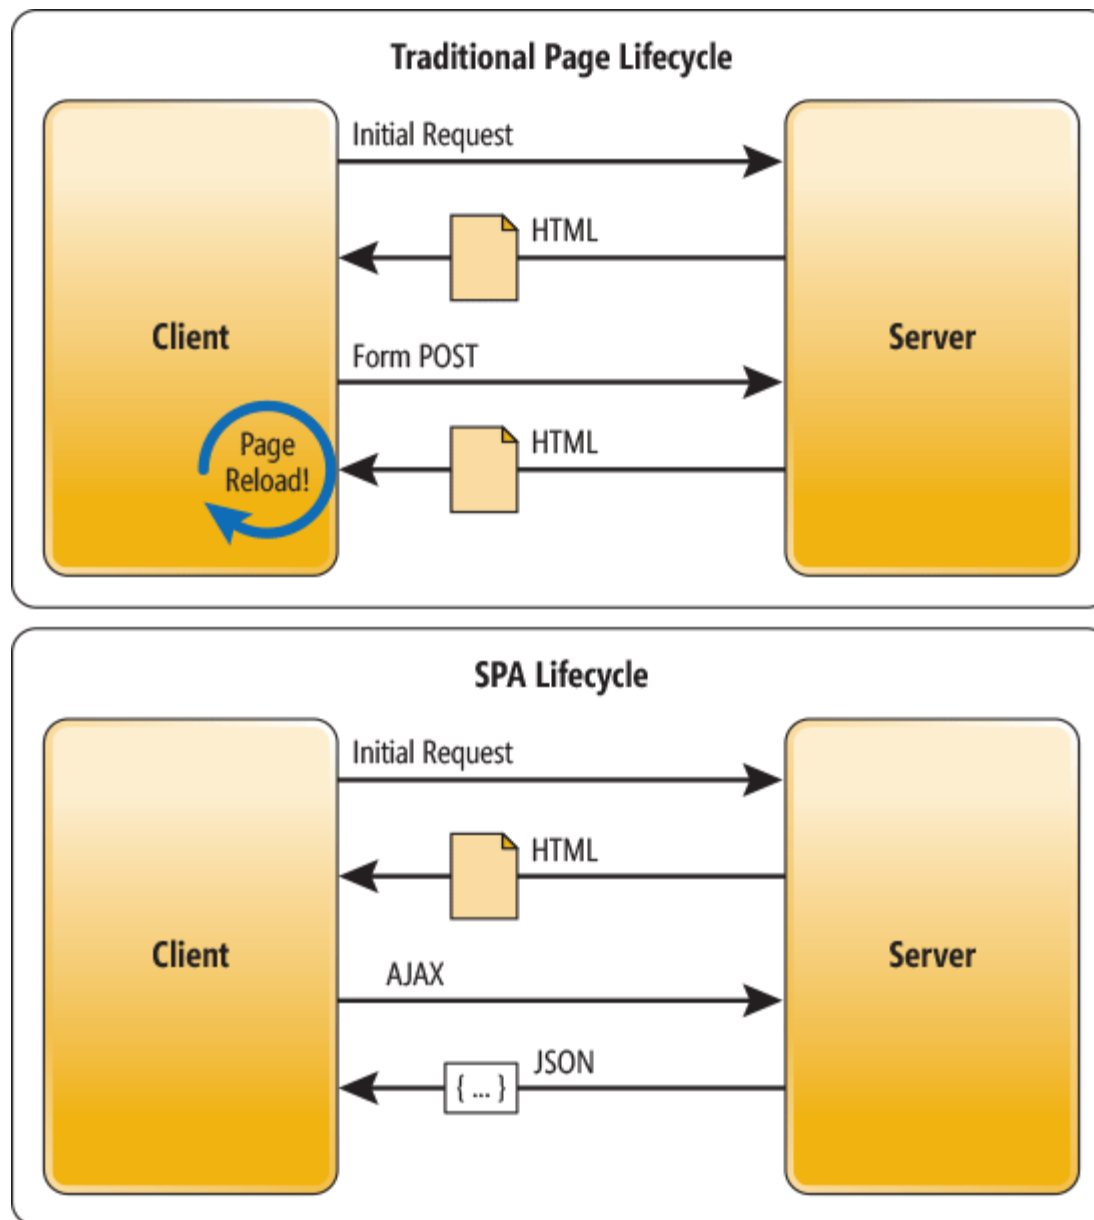 Traditional Page Lifecycle
Initial Request
HTML
Client
Server
Form POST
Page
Reload!
HTML
SPA Lifecycle
Initial Request
HTML
Client
Server
AJAX
JSON
{ ... }